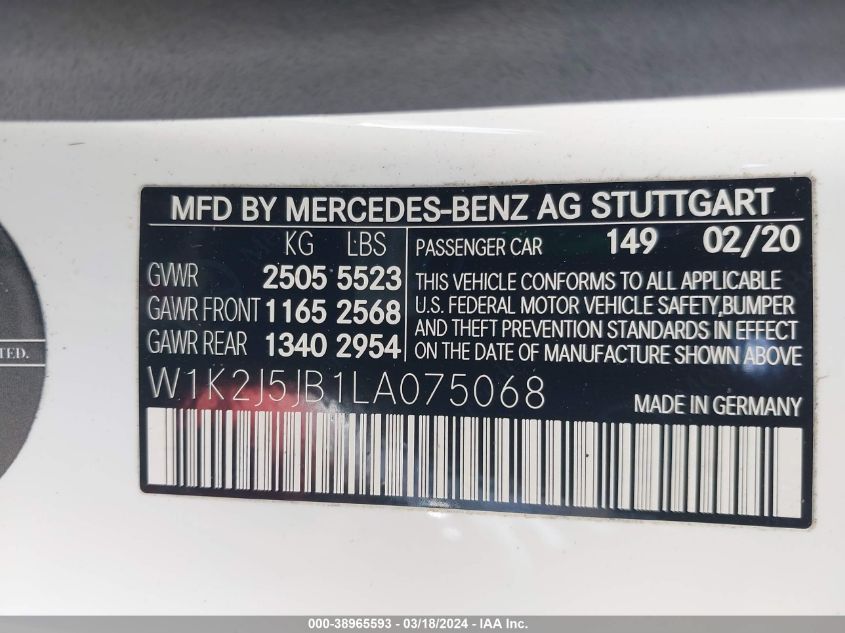 MFD BY MERCEDES-BENZ AG STUTTGART
KG LBS
GVWR 2505 5523
GAWR FRONT 1165 2568
GAWR REAR 1340 2954
PASSENGER CAR 149 02/20
THIS VEHICLE CONFORMS TO ALL APPLICABLE
U.S. FEDERAL MOTOR VEHICLE SAFETY,BUMPER
AND THEFT PREVENTION STANDARDS IN EFFECT
ON THE DATE OF MANUFACTURE SHOWN ABOVE
W1K2J5JB1LA075068
MADE IN GERMANY
TED.
000-38965593 - 03/18/2024 - IAA Inc.